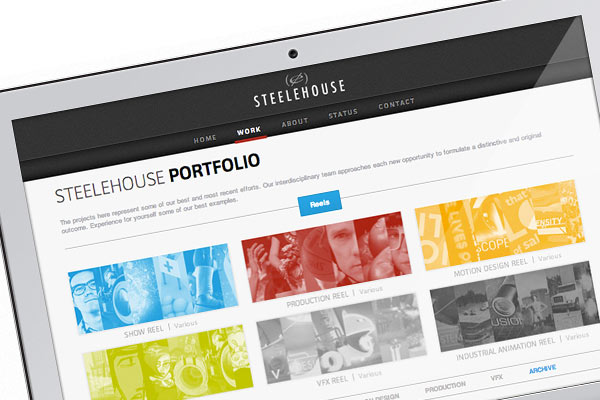 STEELEHOUSE
HOME WORK ABOUT STATUS CONTACT
STEELEHOUSE PORTFOLIO
The projects here represent some of our best and most recent efforts. Our interdisciplinary team approaches each new opportunity to formulate a distinctive and original
outcome. Experience for yourself some of our best examples.
Reels
SCOPE
DENSITY
SHOW REEL | Various
PRODUCTION REEL | Various
MOTION DESIGN REEL | Various
VFX REEL | Various
INDUSTRIAL ANIMATION REEL | Various
DESIGN PRODUCTION VFX ARCHIVE